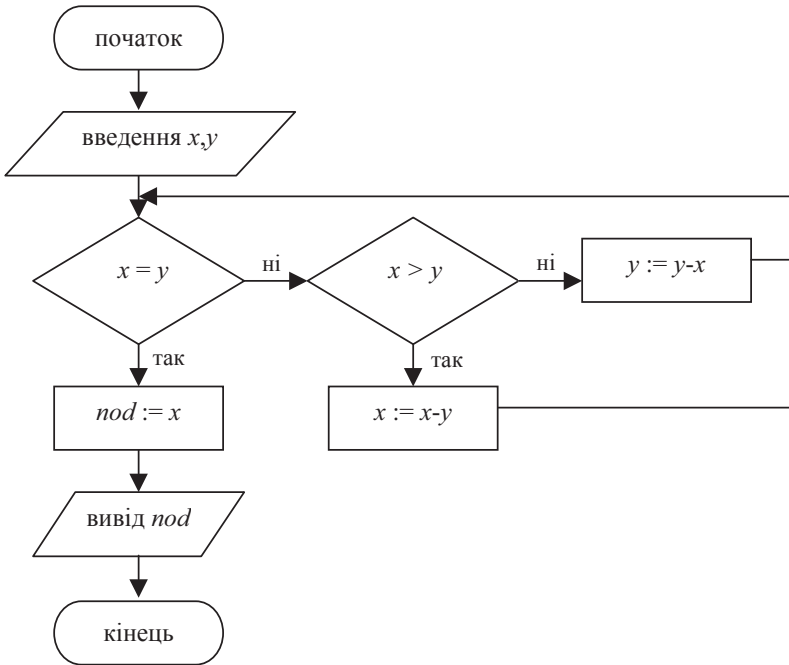 початок
введення x,y
x = y
ні
x > y
ні
y := y-x
так
так
nod := x
x := x-y
вивід nod
кінець